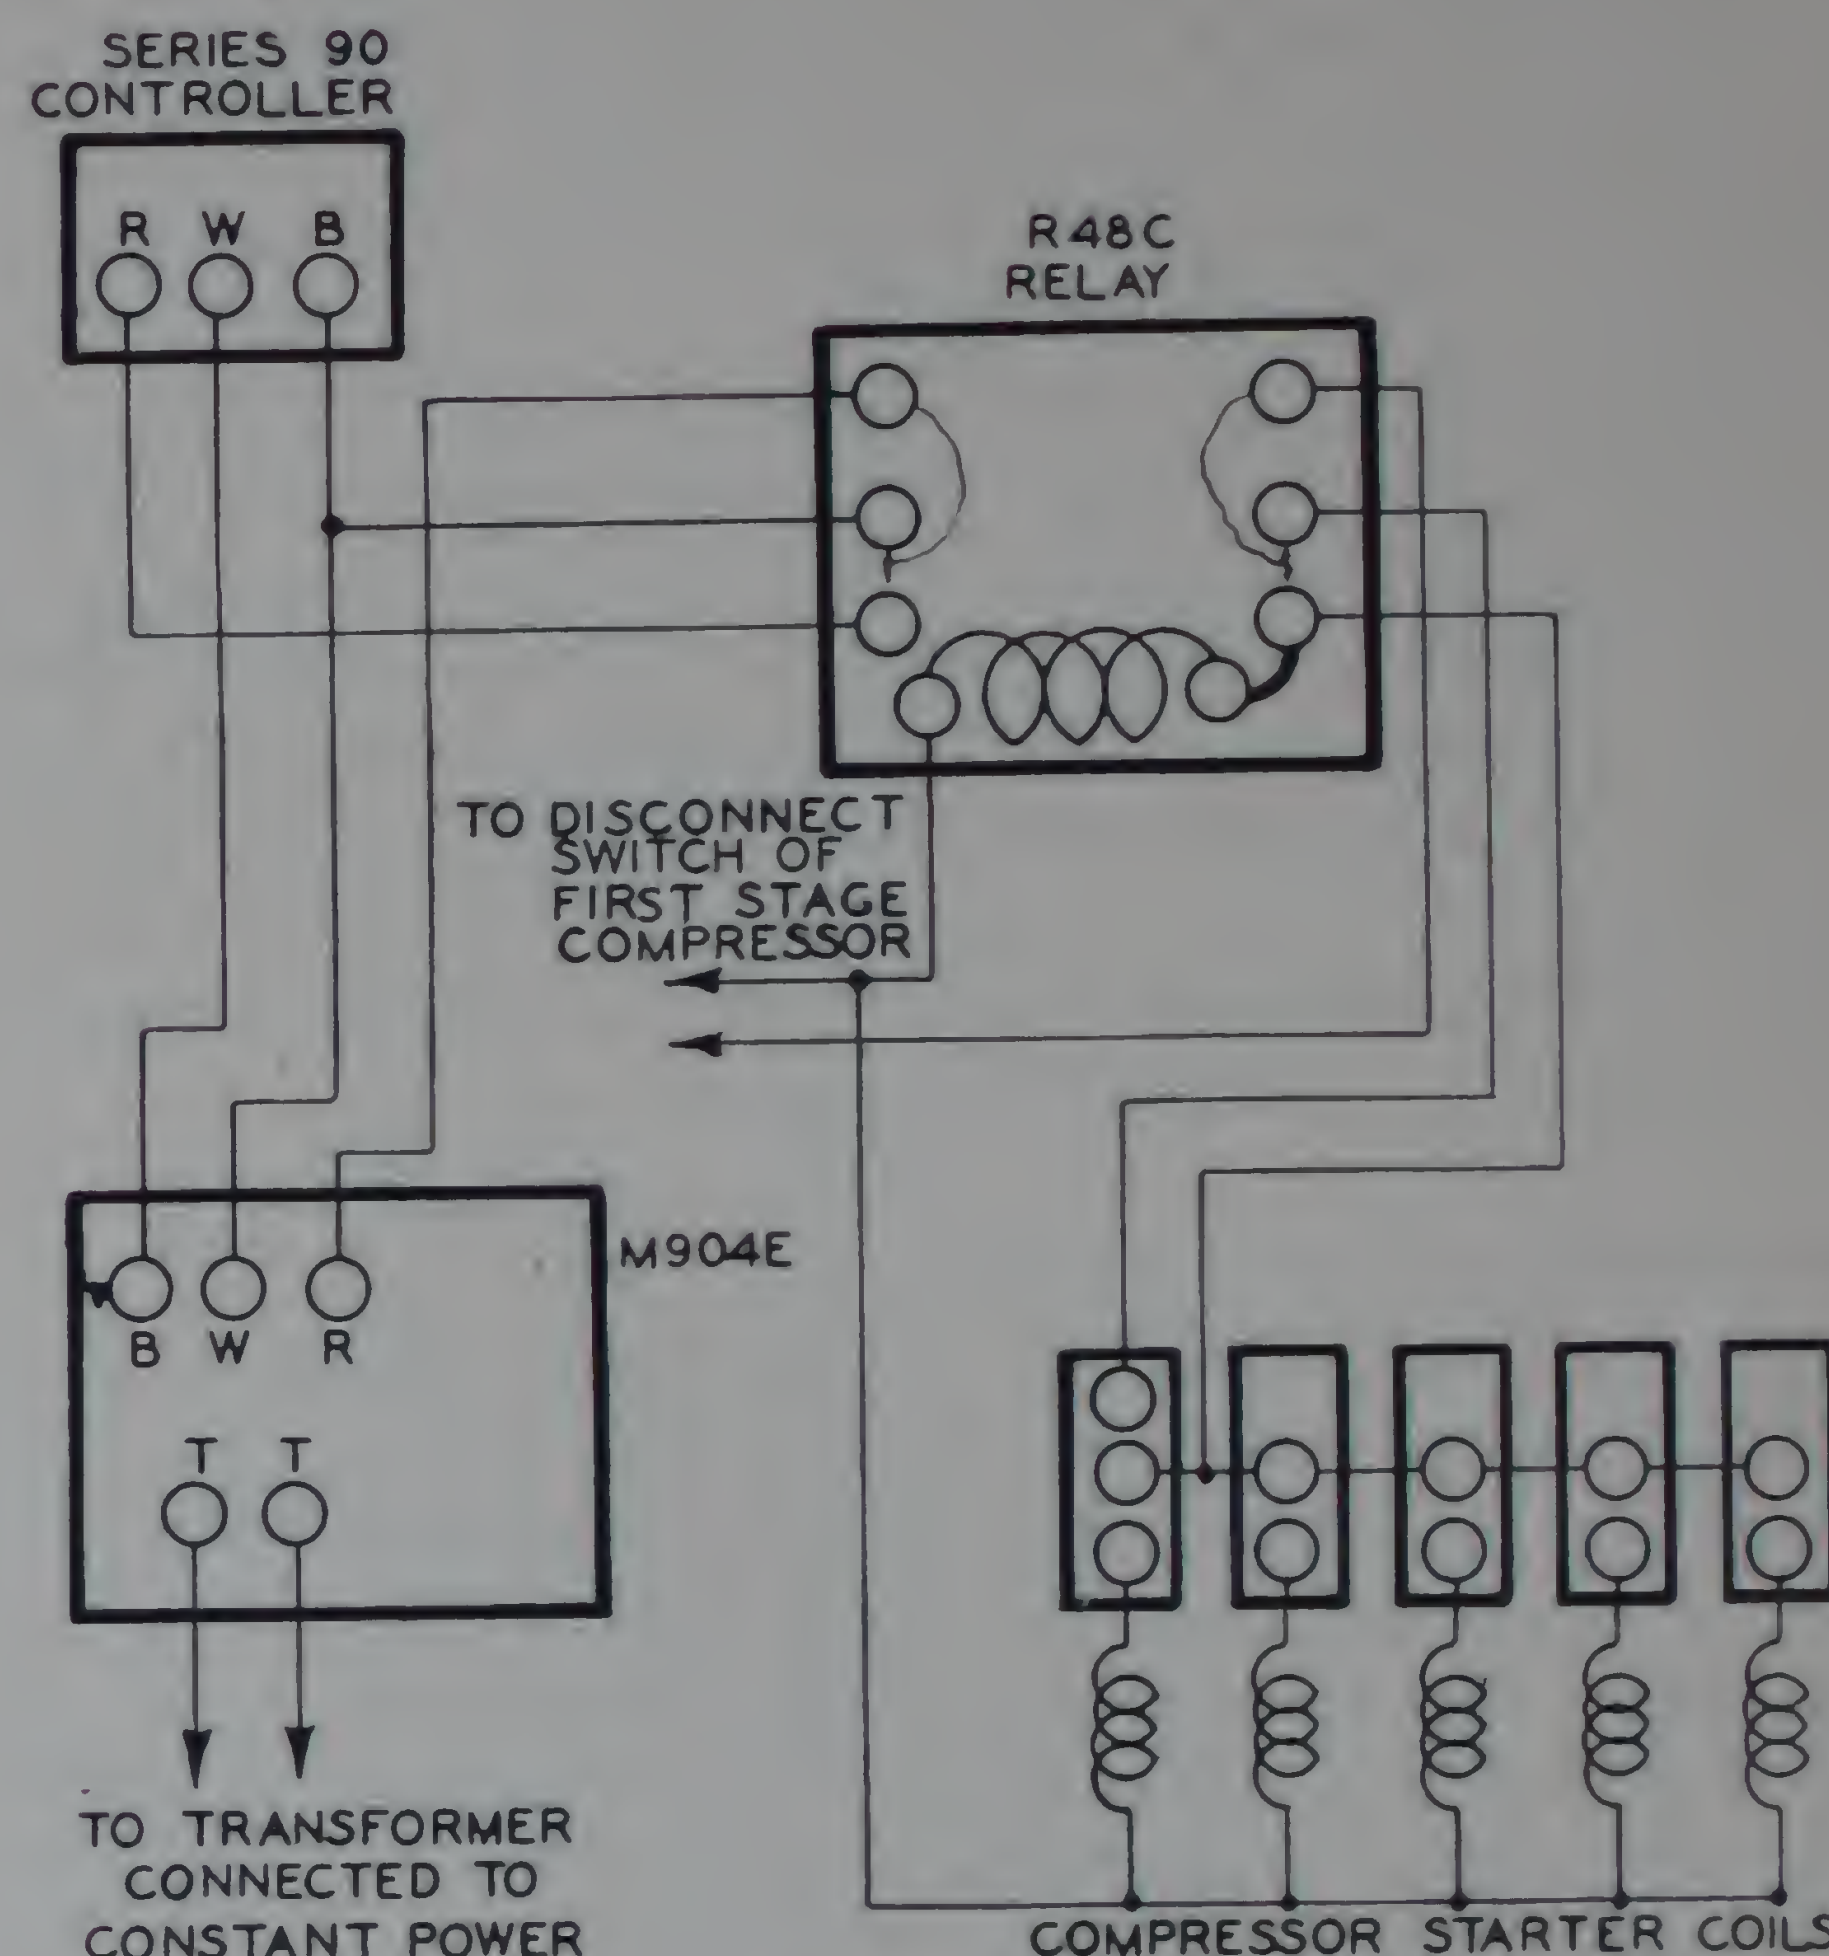 SERIES 90
CONTROLLER
R W B
R48C
RELAY
TO DISCONNECT
SWITCH OF
FIRST STAGE
COMPRESSOR
M904E
B W R
T T
TO TRANSFORMER
CONNECTED TO
CONSTANT POWER
COMPRESSOR STARTER COILS